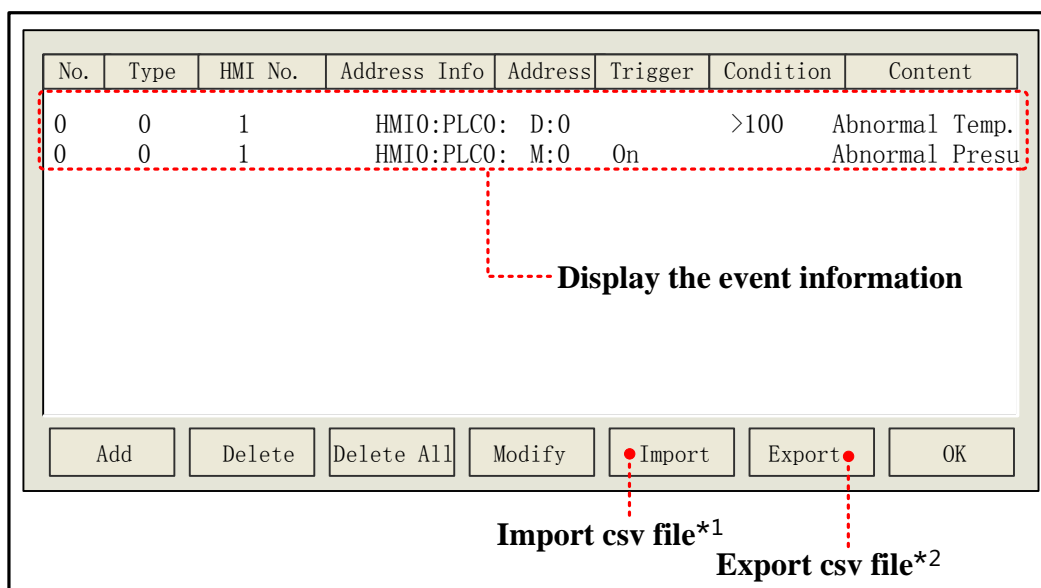 No. Type HMI No. Address Info Address Trigger Condition Content
0 0 1 HMI0:PLC0: D:0 >100 Abnormal Temp.
0 0 1 HMI0:PLC0: M:0 On Abnormal Presu
Display the event information
Add Delete Delete All Modify Import Export OK
Import csv file*1
Export csv file*2